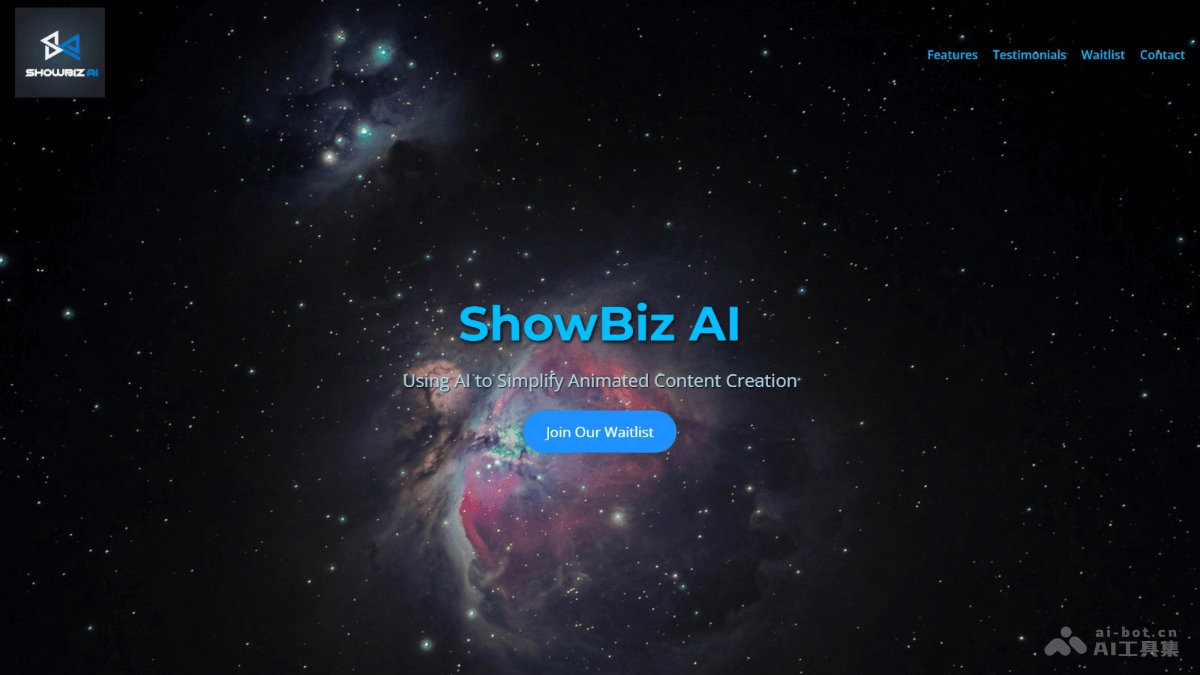 SHOWBIZ AI
Features Testimonials Waitlist Contact
ShowBiz AI
Using AI to Simplify Animated Content Creation
Join Our Waitlist
ai-bot.cn
AI工具集